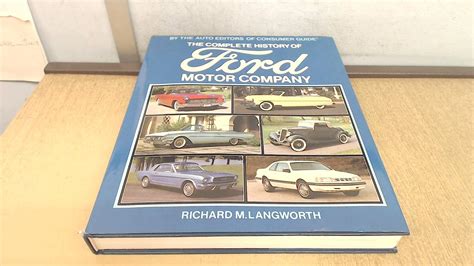 BY THE AUTO EDITORS OF CONSUMER GUIDE
THE COMPLETE HISTORY OF
Ford
MOTOR COMPANY
RICHARD M. LANGWORTH